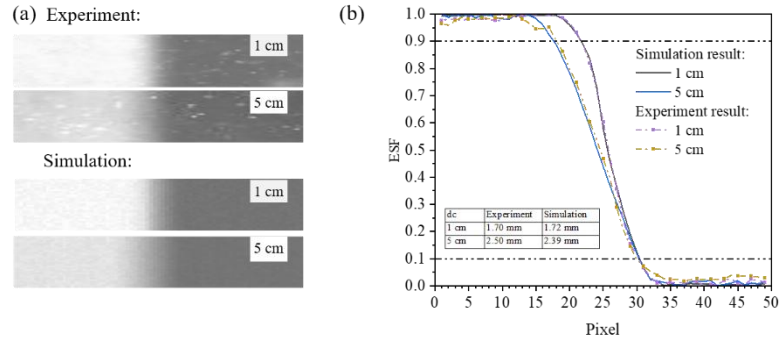 (a)
Experiment:
1 cm
5 cm
Simulation:
1 cm
5 cm
(b)
1.0
0.9
0.8
0.7
0.6
0.5
0.4
0.3
0.2
0.1
0.0
ESF
Simulation result:
1 cm
5 cm
Experiment result:
1 cm
5 cm
dc Experiment Simulation
1 cm 1.70 mm 1.72 mm
5 cm 2.50 mm 2.39 mm
0 5 10 15 20 25 30 35 40 45 50
Pixel